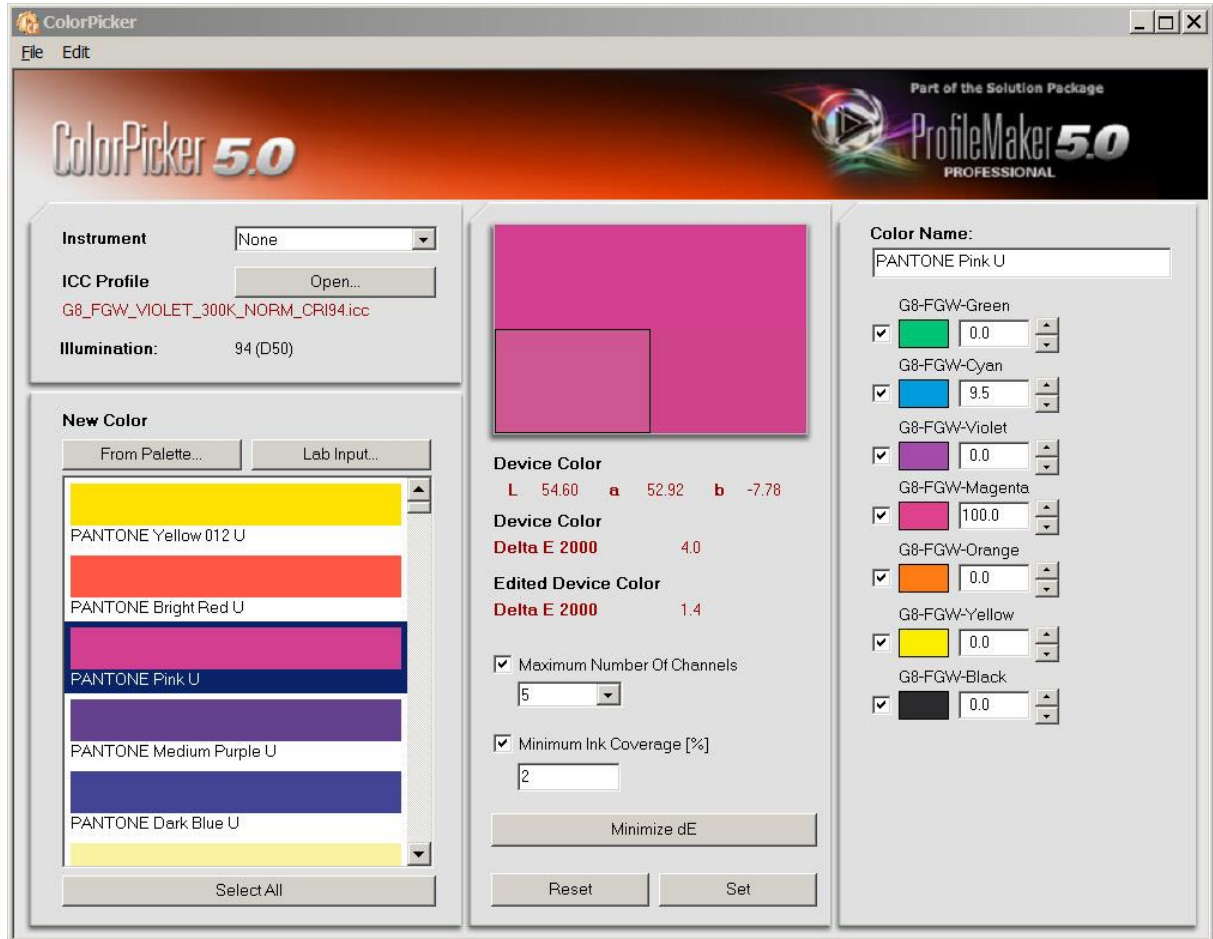 ColorPicker
File Edit
ColorPicker 5.0
Part of the Solution Package
ProfileMaker 5.0
PROFESSIONAL
Instrument None
ICC Profile Open...
G8_FGW_VIOLET_300K_NORM_CRI94.icc
Illumination: 94 (D50)
New Color
From Palette... Lab Input...
PANTONE Yellow 012 U
PANTONE Bright Red U
PANTONE Pink U
PANTONE Medium Purple U
PANTONE Dark Blue U
Select All
Device Color
L 54.60 a 52.92 b -7.78
Device Color
Delta E 2000 4.0
Edited Device Color
Delta E 2000 1.4
Maximum Number Of Channels
5
Minimum Ink Coverage [%]
2
Minimize dE
Reset Set
Color Name:
PANTONE Pink U
G8-FGW-Green
0.0
G8-FGW-Cyan
9.5
G8-FGW-Violet
0.0
G8-FGW-Magenta
100.0
G8-FGW-Orange
0.0
G8-FGW-Yellow
0.0
G8-FGW-Black
0.0